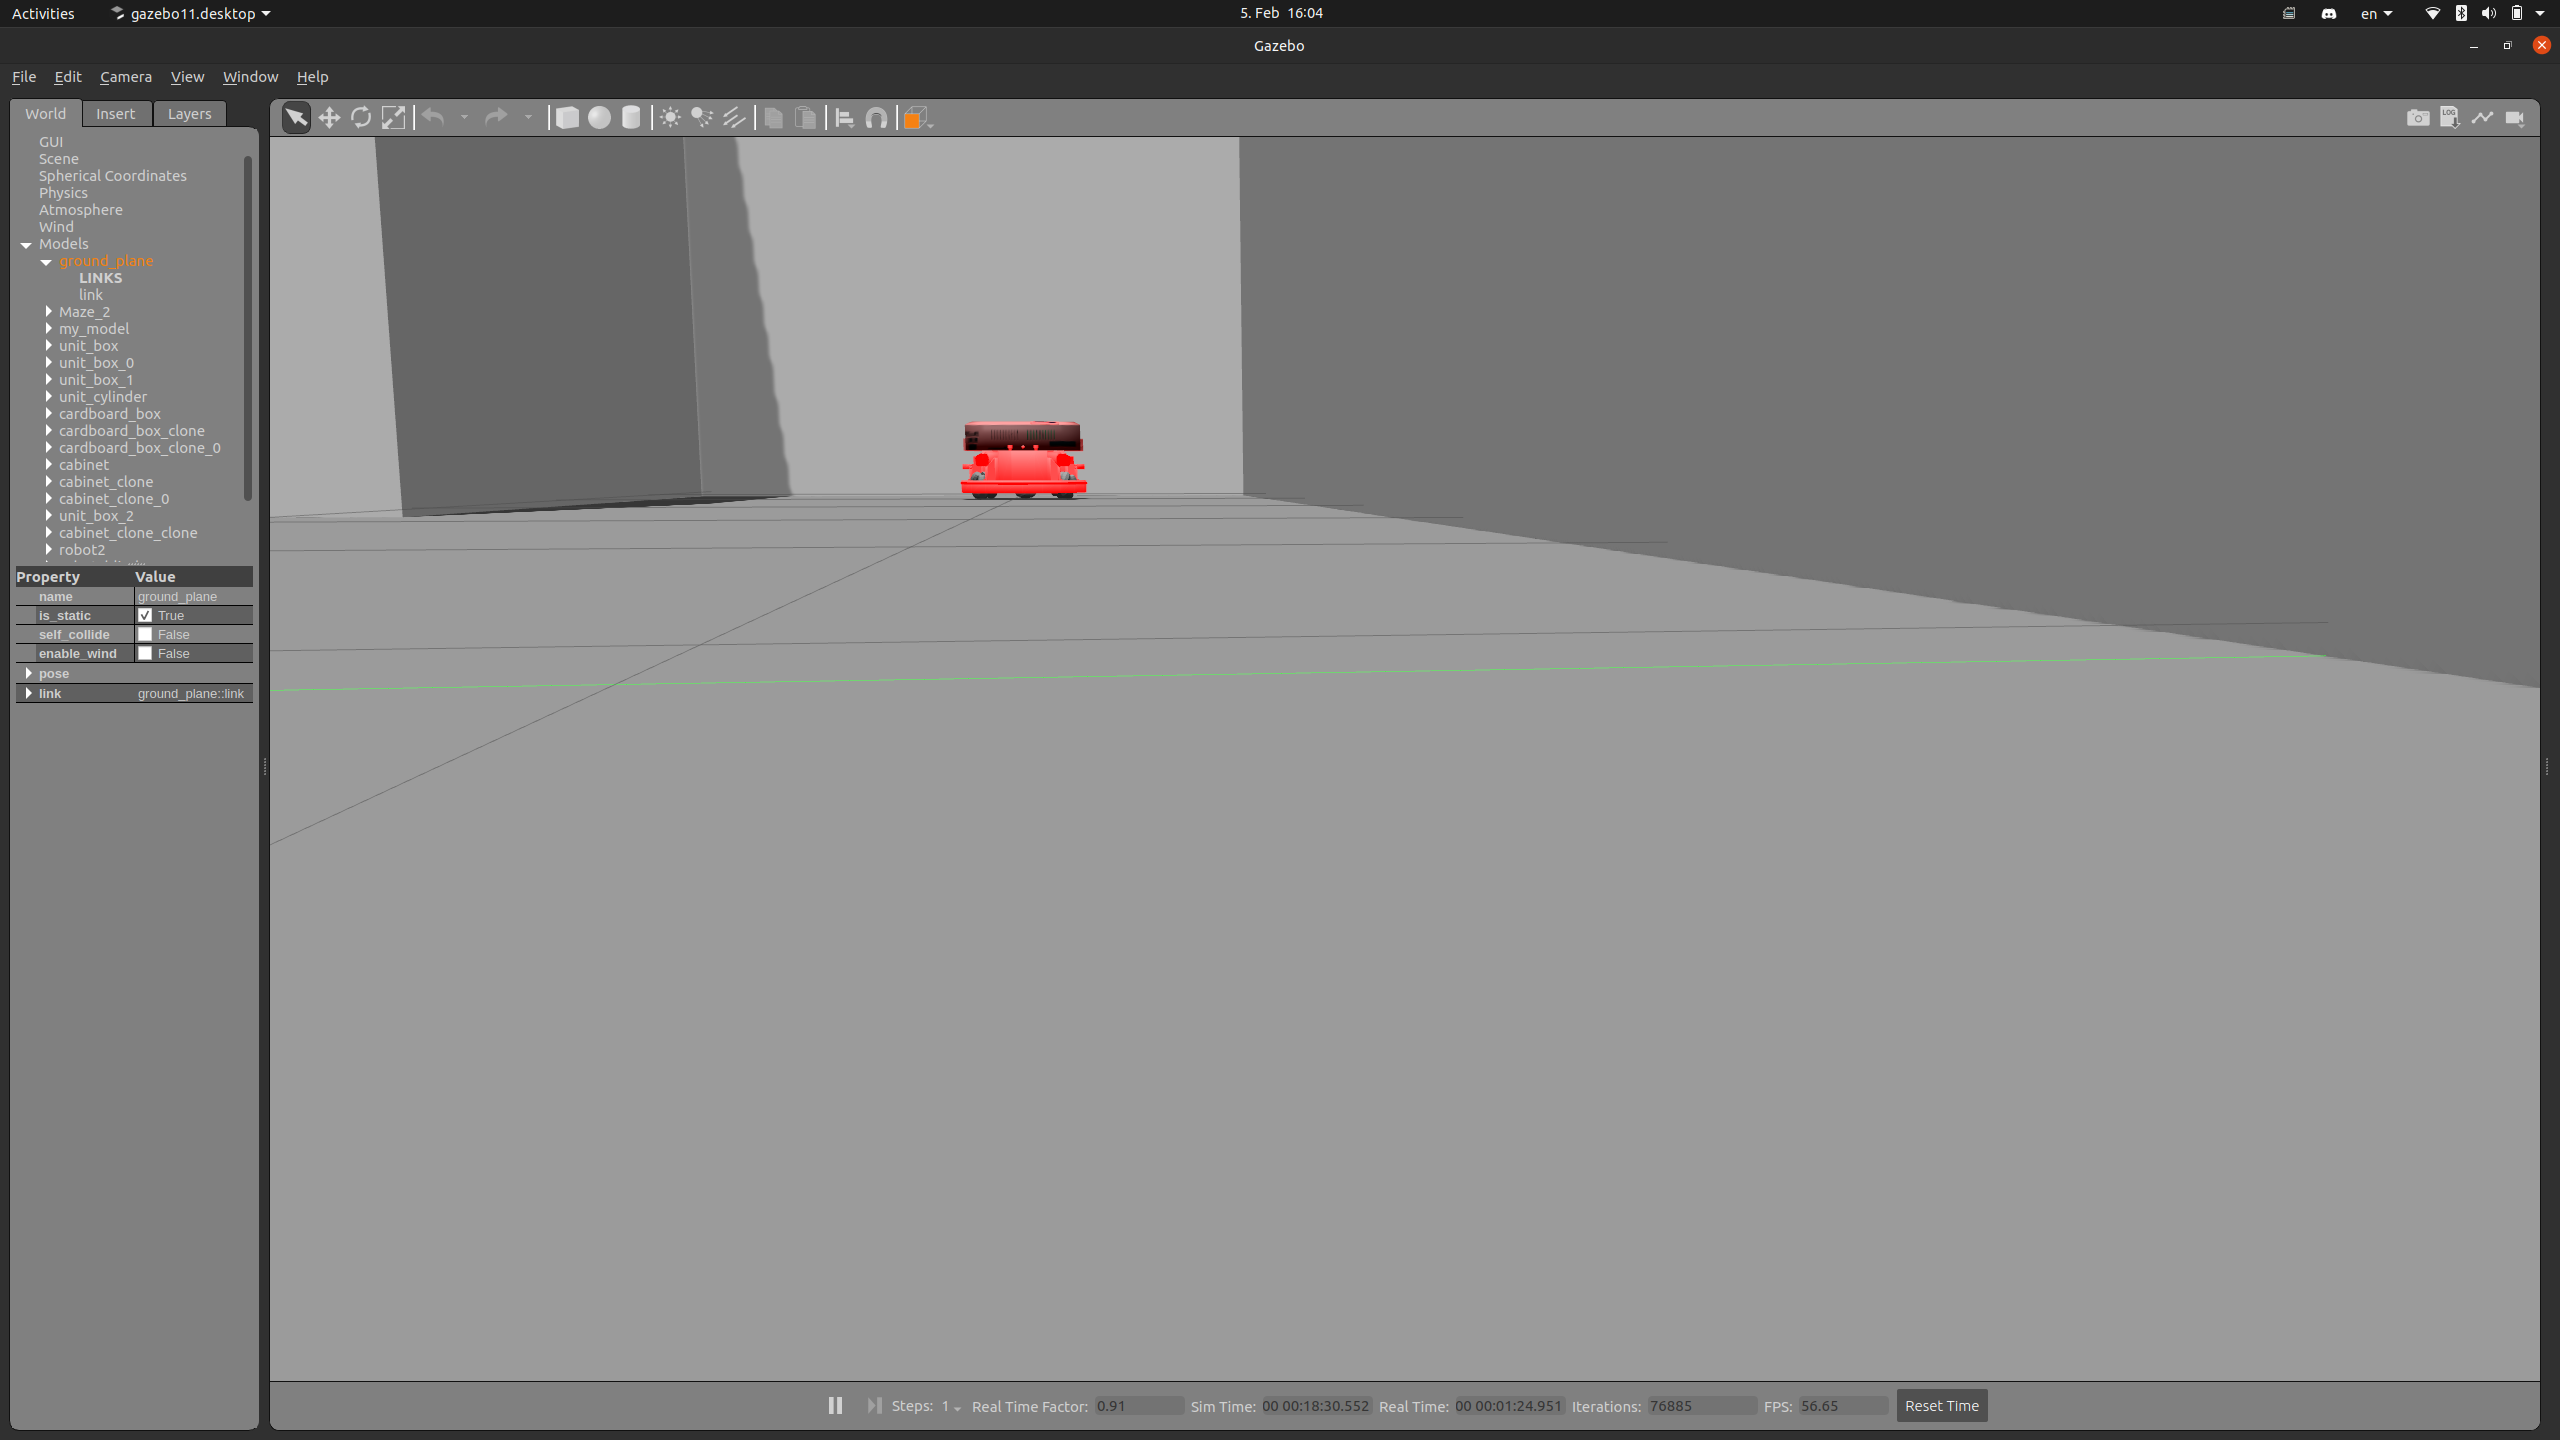 Activities gazebo11.desktop 5. Feb 16:04 en
Gazebo
File Edit Camera View Window Help
World Insert Layers
LOG
GUI
Scene
Spherical Coordinates
Physics
Atmosphere
Wind
Models
ground_plane
LINKS
link
Maze_2
my_model
unit_box
unit_box_0
unit_box_1
unit_cylinder
cardboard_box
cardboard_box_clone
cardboard_box_clone_0
cabinet
cabinet_clone
cabinet_clone_0
unit_box_2
cabinet_clone_clone
robot2
Property Value
name ground_plane
is_static True
self_collide False
enable_wind False
pose
link ground_plane::link
Steps: 1 Real Time Factor: 0.91 Sim Time: 00 00:18:30.552 Real Time: 00 00:01:24.951 Iterations: 76885 FPS: 56.65 Reset Time